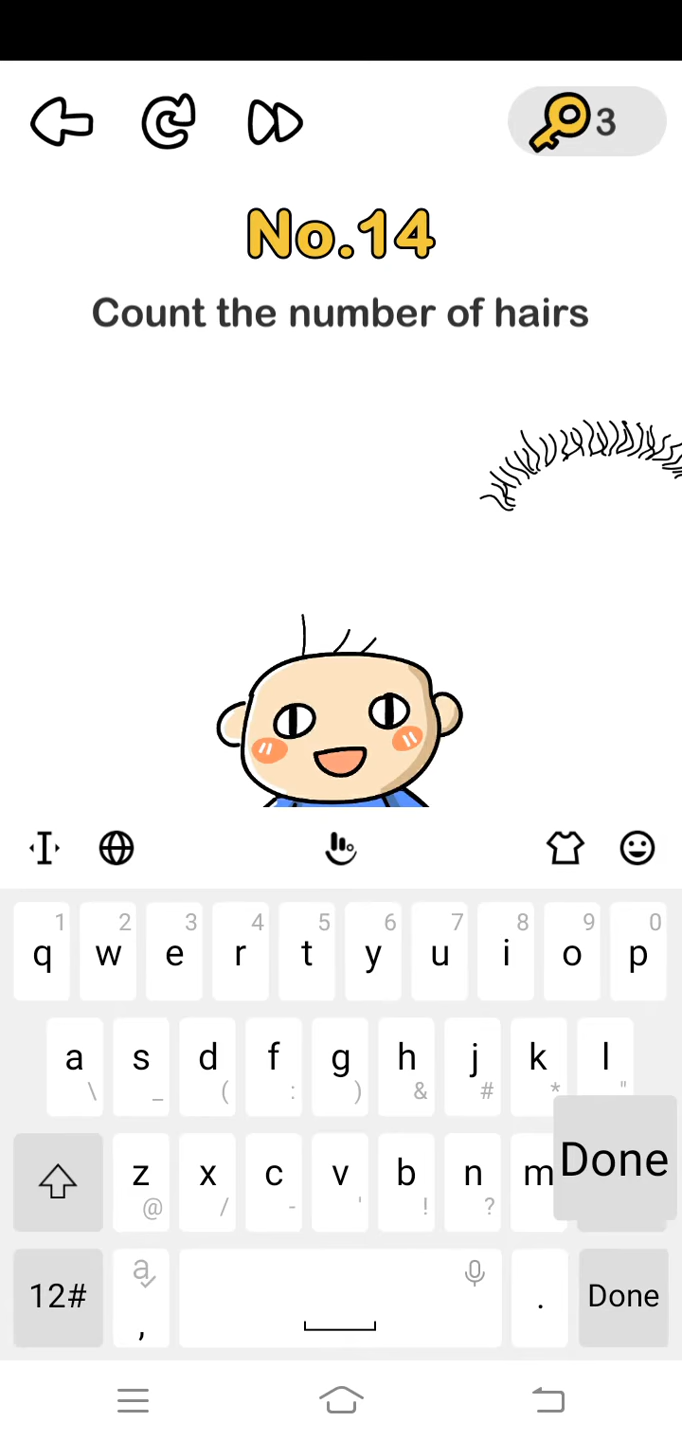 3
No.14
Count the number of hairs
1 2 3 4 5 6 7 8 9 0
q w e r t y u i o p
a s d f g h j k l
\ _ ( : ) & # * "
z x c v b n m
Done
@ / - ' ! ?
12# a , . Done